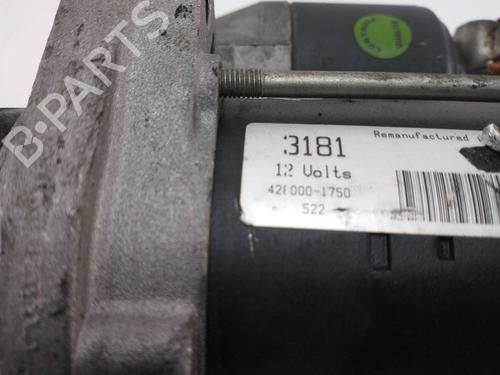 B-PARTS
3181
Remanufactured
12 Volts
428000-1750
522